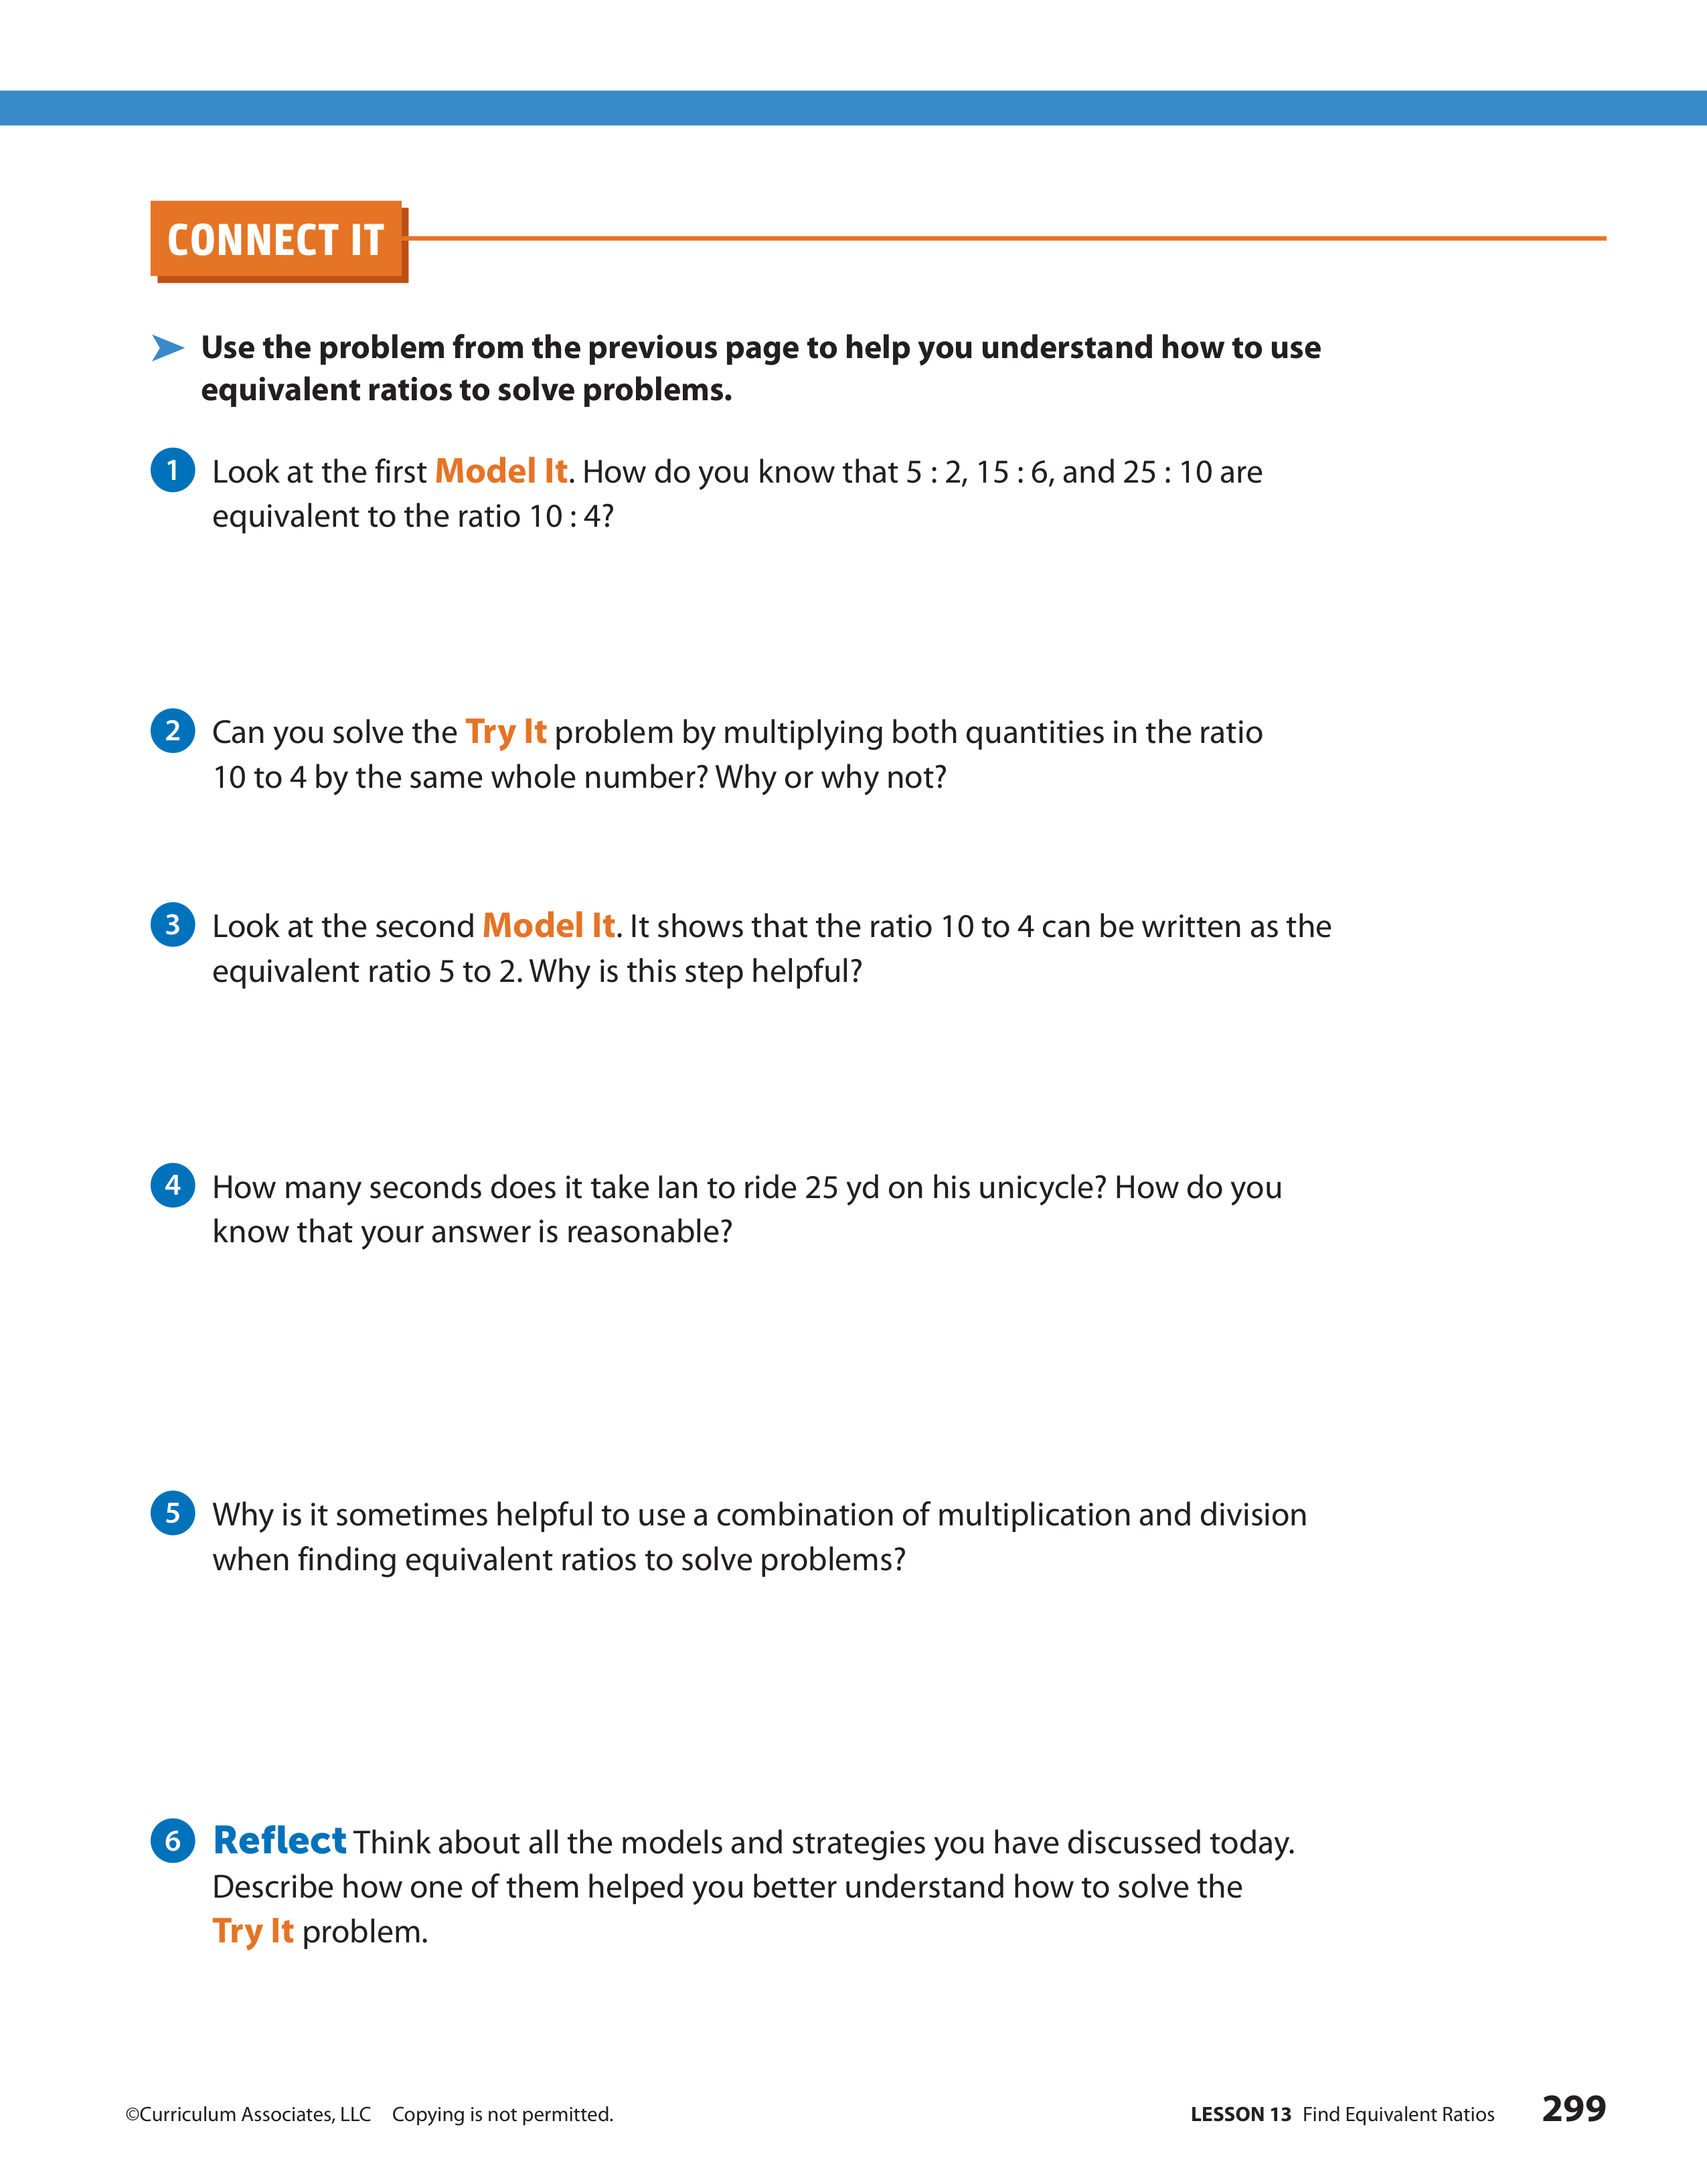 CONNECT IT
Use the problem from the previous page to help you understand how to use
equivalent ratios to solve problems.
1 Look at the first Model It. How do you know that 5 : 2, 15 : 6, and 25 : 10 are
equivalent to the ratio 10 : 4?
2 Can you solve the Try It problem by multiplying both quantities in the ratio
10 to 4 by the same whole number? Why or why not?
3 Look at the second Model It. It shows that the ratio 10 to 4 can be written as the
equivalent ratio 5 to 2. Why is this step helpful?
4 How many seconds does it take Ian to ride 25 yd on his unicycle? How do you
know that your answer is reasonable?
5 Why is it sometimes helpful to use a combination of multiplication and division
when finding equivalent ratios to solve problems?
6 Reflect Think about all the models and strategies you have discussed today.
Describe how one of them helped you better understand how to solve the
Try It problem.
©Curriculum Associates, LLC Copying is not permitted. LESSON 13 Find Equivalent Ratios 299